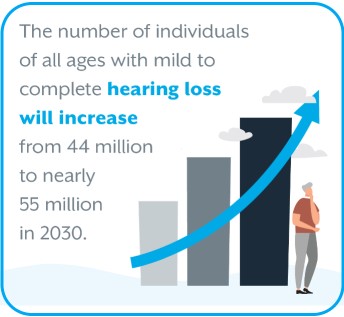 The number of individuals
of all ages with mild to
complete hearing loss
will increase
from 44 million
to nearly
55 million
in 2030.